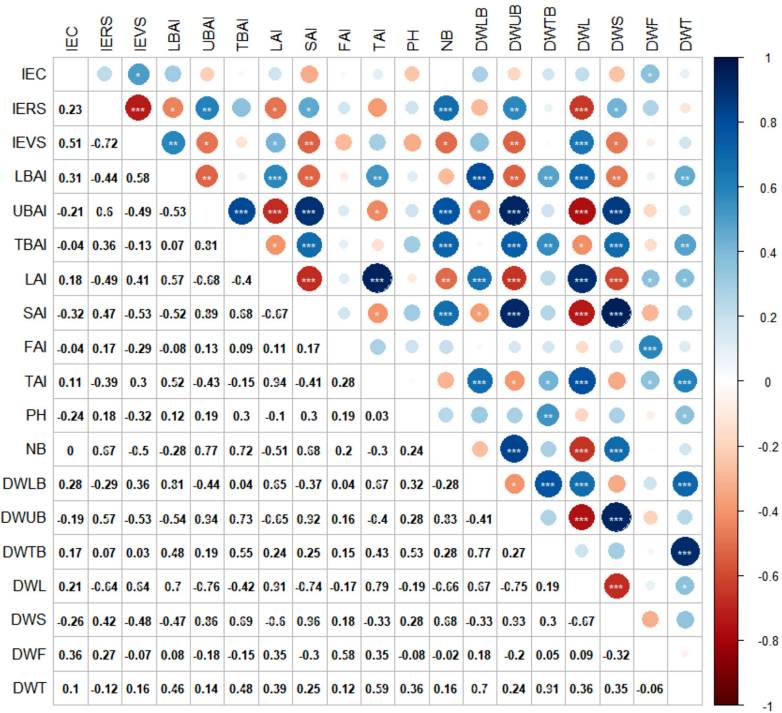 IEC IERS IEVS LBAI UBAI TBAI LAI SAI FAI TAI PH NB DWLB DWUB DWTB DWL DWS DWF DWT
IEC * *
IERS 0.23 *** * ** * * *** ** *** *
IEVS 0.51 -0.72 ** * * ** * ** *** *
LBAI 0.31 -0.44 0.58 ** *** ** ** *** ** ** *** ** **
UBAI -0.21 0.6 -0.49 -0.53 *** *** *** * *** * *** *** ***
TBAI -0.04 0.36 -0.13 0.07 0.81 * *** *** *** ** * *** **
LAI 0.18 -0.49 0.41 0.57 -0.68 -0.4 *** *** ** *** *** *** *** * *
SAI -0.32 0.47 -0.53 -0.52 0.89 0.68 -0.67 * *** * *** *** ***
FAI -0.04 0.17 -0.29 -0.08 0.13 0.09 0.11 0.17 ***
TAI 0.11 -0.39 0.3 0.52 -0.43 -0.15 0.94 -0.41 0.28 *** * ** *** * ***
PH -0.24 0.18 -0.32 0.12 0.19 0.3 -0.1 0.3 0.19 0.03 ** *
NB 0 0.67 -0.5 -0.28 0.77 0.72 -0.51 0.68 0.2 -0.3 0.24 *** *** ***
DWLB 0.28 -0.29 0.36 0.81 -0.44 0.04 0.65 -0.37 0.04 0.67 0.32 -0.28 * *** *** ***
DWUB -0.19 0.57 -0.53 -0.54 0.94 0.73 -0.65 0.92 0.16 -0.4 0.28 0.83 -0.41 *** ***
DWTB 0.17 0.07 0.03 0.48 0.19 0.55 0.24 0.25 0.15 0.43 0.53 0.28 0.77 0.27 ***
DWL 0.21 -0.64 0.64 0.7 -0.76 -0.42 0.91 -0.74 -0.17 0.79 -0.19 -0.66 0.67 -0.75 0.19 *** *
DWS -0.26 0.42 -0.48 -0.47 0.86 0.69 -0.6 0.96 0.18 -0.33 0.28 0.68 -0.33 0.93 0.3 -0.67
DWF 0.36 0.27 -0.07 0.08 -0.18 -0.15 0.35 -0.3 0.58 0.35 -0.08 -0.02 0.18 -0.2 0.05 0.09 -0.32
DWT 0.1 -0.12 0.16 0.46 0.14 0.48 0.39 0.25 0.12 0.59 0.36 0.16 0.7 0.24 0.91 0.36 0.35 -0.06
1
0.8
0.6
0.4
0.2
0
-0.2
-0.4
-0.6
-0.8
-1